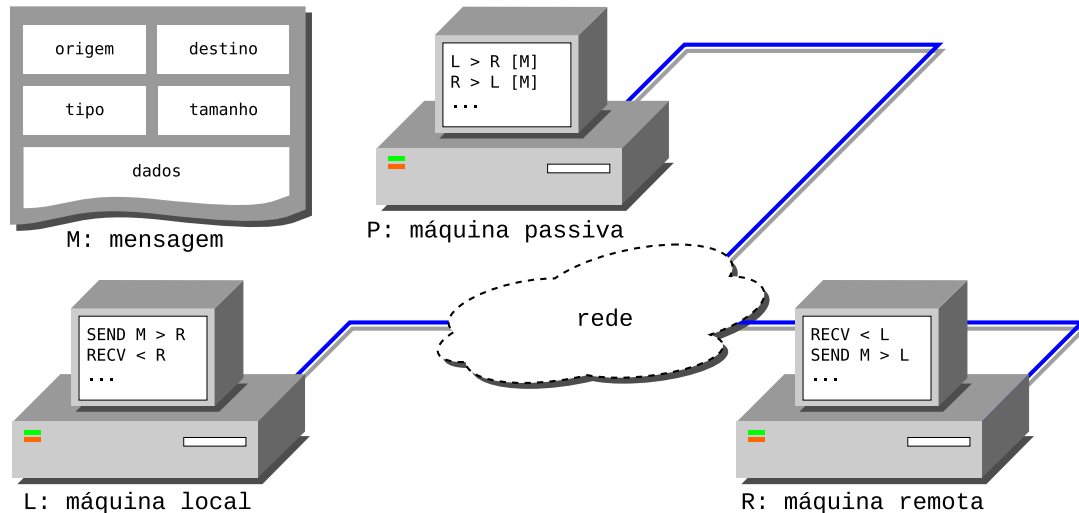 origem
destino
tipo
tamanho
dados
M: mensagem
L > R [M]
R > L [M]
...
P: máquina passiva
rede
SEND M > R
RECV < R
...
L: máquina local
RECV < L
SEND M > L
...
R: máquina remota